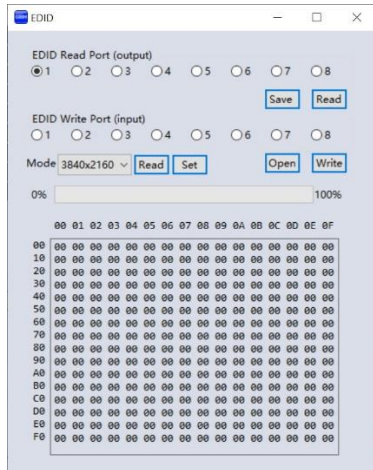 EDID
EDID Read Port (output)
1 2 3 4 5 6 7 8
Save Read
EDID Write Port (input)
1 2 3 4 5 6 7 8
Mode 3840x2160 Read Set Open Write
0% 100%
00 01 02 03 04 05 06 07 08 09 0A 0B 0C 0D 0E 0F
00 00 00 00 00 00 00 00 00 00 00 00 00 00 00 00 00
10 00 00 00 00 00 00 00 00 00 00 00 00 00 00 00 00
20 00 00 00 00 00 00 00 00 00 00 00 00 00 00 00 00
30 00 00 00 00 00 00 00 00 00 00 00 00 00 00 00 00
40 00 00 00 00 00 00 00 00 00 00 00 00 00 00 00 00
50 00 00 00 00 00 00 00 00 00 00 00 00 00 00 00 00
60 00 00 00 00 00 00 00 00 00 00 00 00 00 00 00 00
70 00 00 00 00 00 00 00 00 00 00 00 00 00 00 00 00
80 00 00 00 00 00 00 00 00 00 00 00 00 00 00 00 00
90 00 00 00 00 00 00 00 00 00 00 00 00 00 00 00 00
A0 00 00 00 00 00 00 00 00 00 00 00 00 00 00 00 00
B0 00 00 00 00 00 00 00 00 00 00 00 00 00 00 00 00
C0 00 00 00 00 00 00 00 00 00 00 00 00 00 00 00 00
D0 00 00 00 00 00 00 00 00 00 00 00 00 00 00 00 00
E0 00 00 00 00 00 00 00 00 00 00 00 00 00 00 00 00
F0 00 00 00 00 00 00 00 00 00 00 00 00 00 00 00 00